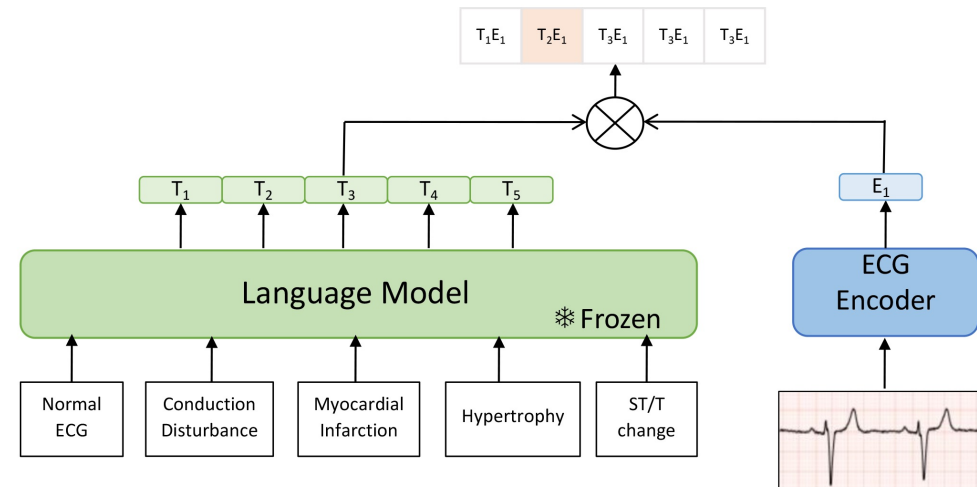 T₁E₁ T₂E₁ T₃E₁ T₃E₁ T₃E₁
T₁ T₂ T₃ T₄ T₅
E₁
Language Model
❄ Frozen
ECG
Encoder
Normal
ECG
Conduction
Disturbance
Myocardial
Infarction
Hypertrophy
ST/T
change